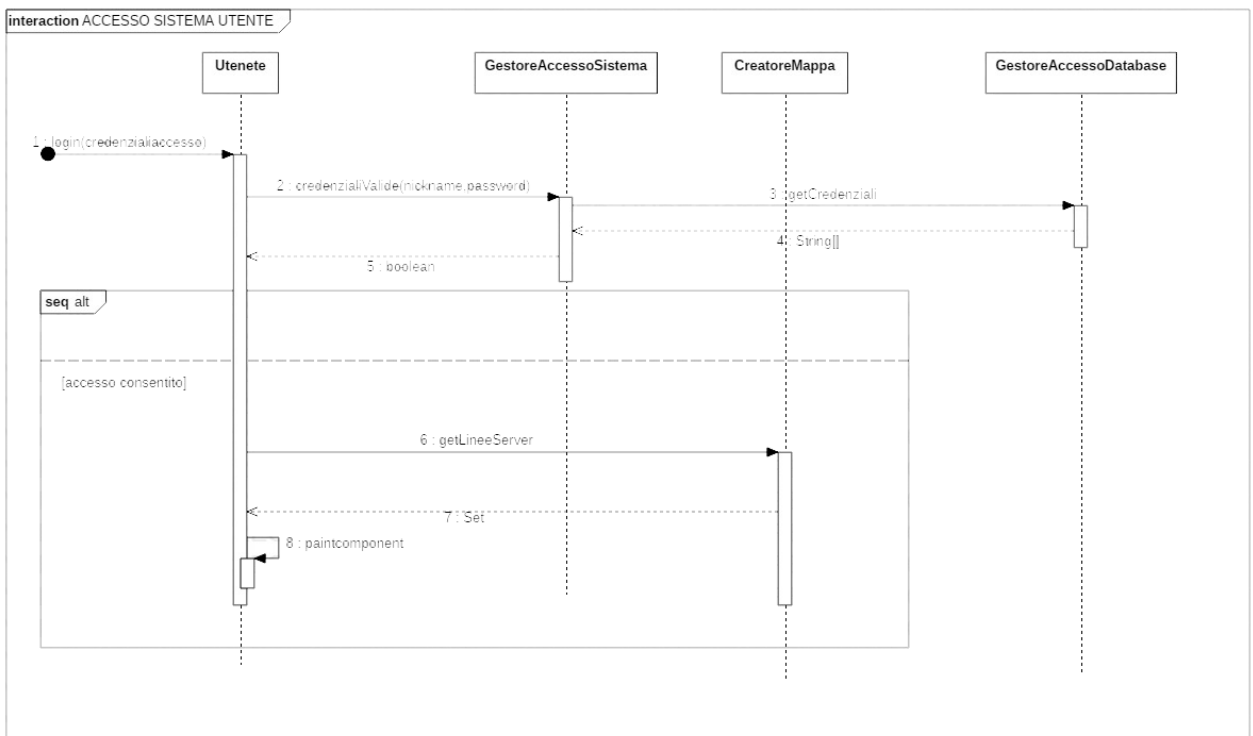 interaction ACCESSO SISTEMA UTENTE
Utenete
GestoreAccessoSistema
CreatoreMappa
GestoreAccessoDatabase
1 : login(credenzialiaccesso)
2 : credenzialiValide(nickname,password)
3 : getCredenziali
4 : String[]
5 : boolean
seq alt
[accesso consentito]
6 : getLineeServer
7 : Set
8 : paintcomponent